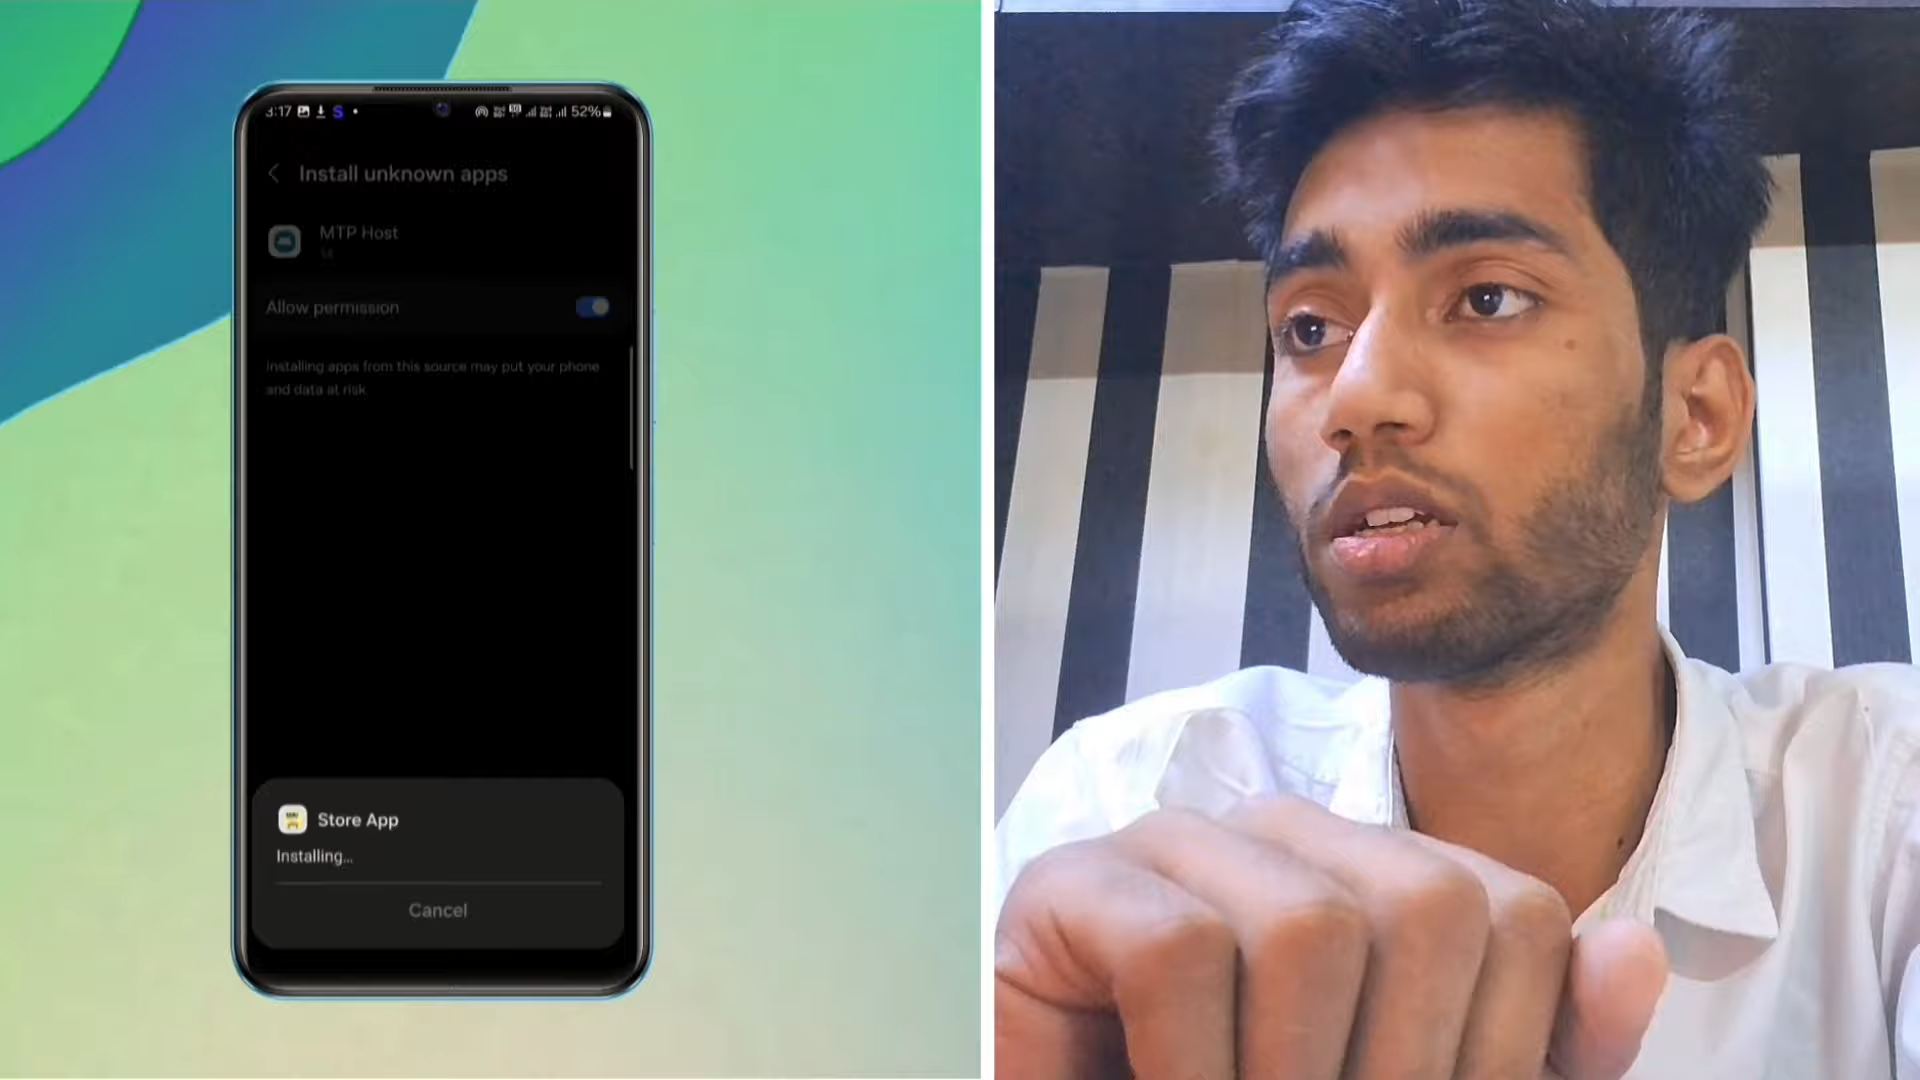 3:17
S
52%
Install unknown apps
MTP Host
14
Allow permission
Installing apps from this source may put your phone
and data at risk
Store App
Installing...
Cancel